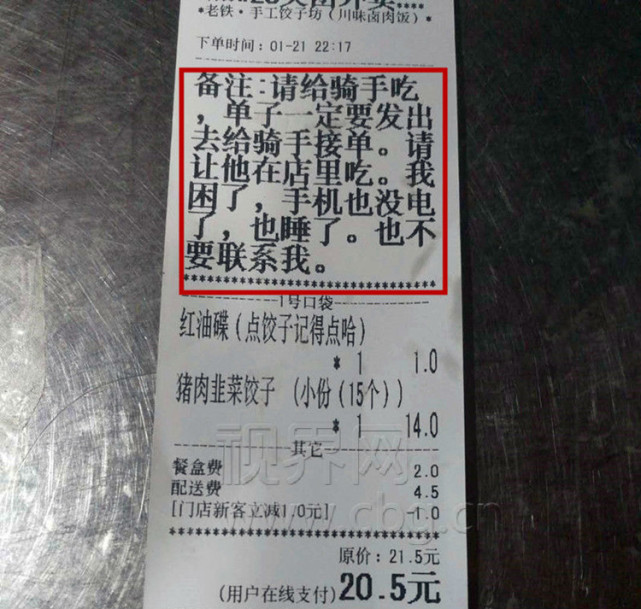 •老铁•手工饺子坊(川味卤肉饭)•
下单时间:01-21 22:17
备注:请给骑手吃
,单子一定要发出
去给骑手接单。请
让他在店里吃。我
困了,手机也没电
了,也睡了。也不
要联系我。
1号口袋
红油碟(点饺子记得点哈)
*1 1.0
猪肉韭菜饺子 (小份(15个))
*1 14.0
其它
餐盒费 2.0
配送费 4.5
[门店新客立减1.0元] -1.0
原价:21.5元
(用户在线支付)20.5元
视界网
www.cbg.cn